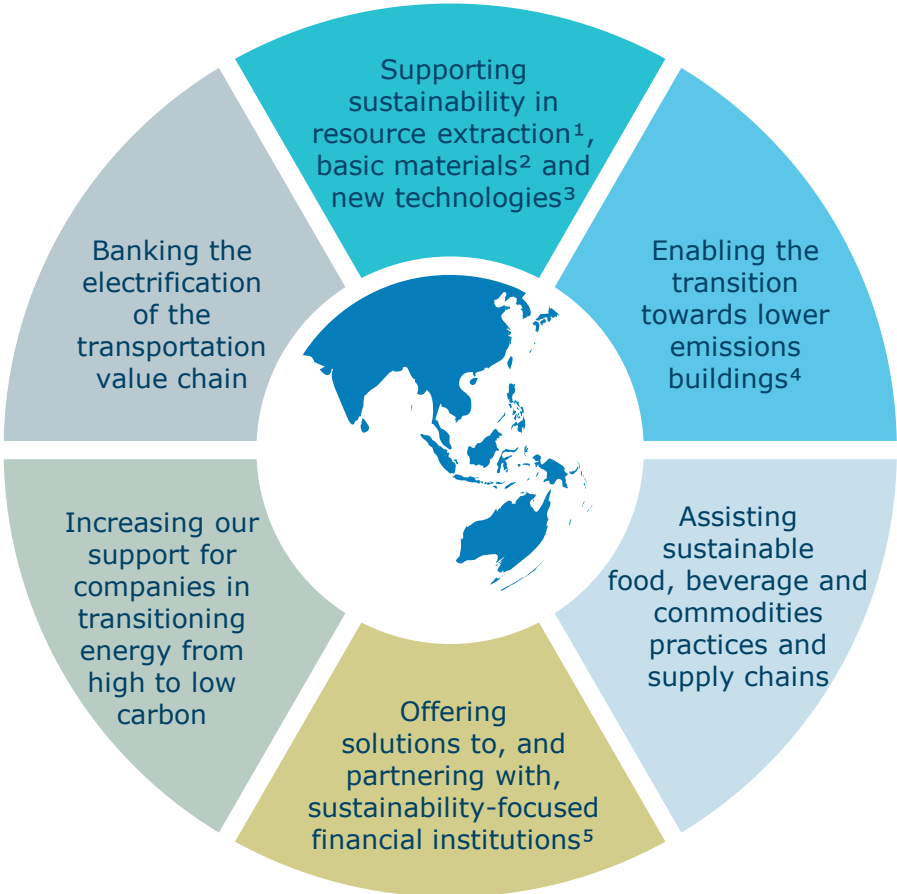 Supporting
sustainability in
resource extraction¹,
basic materials² and
new technologies³
Enabling the
transition
towards lower
emissions
buildings⁴
Assisting
sustainable
food, beverage and
commodities
practices and
supply chains
Offering
solutions to, and
partnering with,
sustainability-focused
financial institutions⁵
Increasing our
support for
companies in
transitioning
energy from
high to low
carbon
Banking the
electrification
of the
transportation
value chain